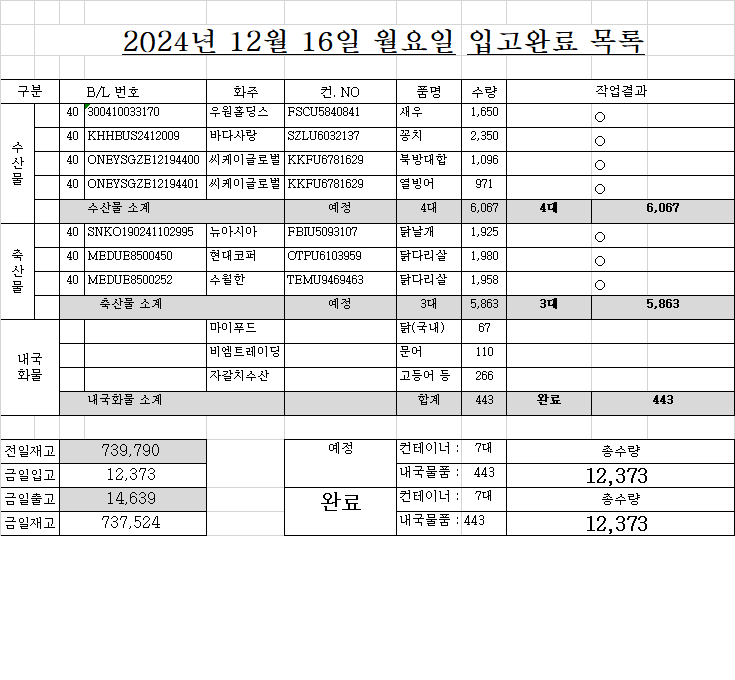 2024년 12월 16일 월요일 입고완료 목록
구분 B/L 번호 화주 컨. NO 품명 수량 작업결과
수산물
40 300410033170 우원홀딩스 FSCU5840841 새우 1,650 ○
40 KHHBUS2412009 바다사랑 SZLU6032137 꽁치 2,350 ○
40 ONEYSGZE12194400 씨케이글로벌 KKFU6781629 북방대합 1,096 ○
40 ONEYSGZE12194401 씨케이글로벌 KKFU6781629 열빙어 971 ○
수산물 소계 예정 4대 6,067 4대 6,067
축산물
40 SNKO190241102995 뉴아시아 FBIU5093107 닭날개 1,925 ○
40 MEDUE8500450 현대코퍼 OTPU6103959 닭다리살 1,980 ○
40 MEDUE8500252 수월한 TEMU9469463 닭다리살 1,958 ○
축산물 소계 예정 3대 5,863 3대 5,863
내국화물
마이푸드 닭(국내) 67
비엠트레이딩 문어 110
자갈치수산 고등어 등 266
내국화물 소계 합계 443 완료 443
전일재고 739,790 예정 컨테이너 : 7대 총수량
금일입고 12,373 내국물품 : 443 12,373
금일출고 14,639 완료 컨테이너 : 7대 총수량
금일재고 737,524 내국물품 : 443 12,373